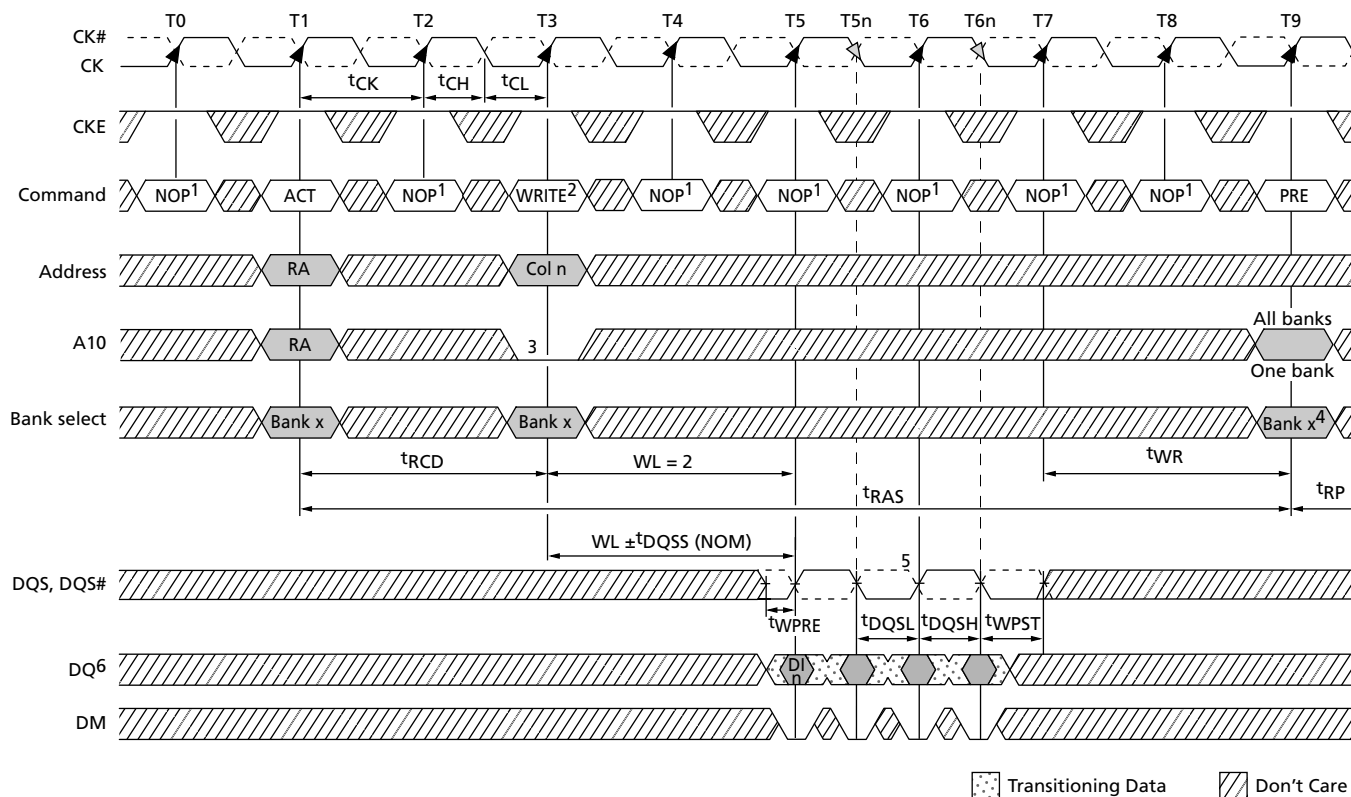 T0 T1 T2 T3 T4 T5 T5n T6 T6n T7 T8 T9
CK#
CK
tCK tCH tCL
CKE
Command NOP1 ACT NOP1 WRITE2 NOP1 NOP1 NOP1 NOP1 NOP1 PRE
Address RA Col n
All banks
A10 RA 3
One bank
Bank select Bank x Bank x Bank x4
tRCD WL = 2 tWR
tRAS tRP
WL ±tDQSS (NOM)
5
DQS, DQS#
tWPRE tDQSL tDQSH tWPST
DQ6 DI
n
DM
Transitioning Data Don't Care